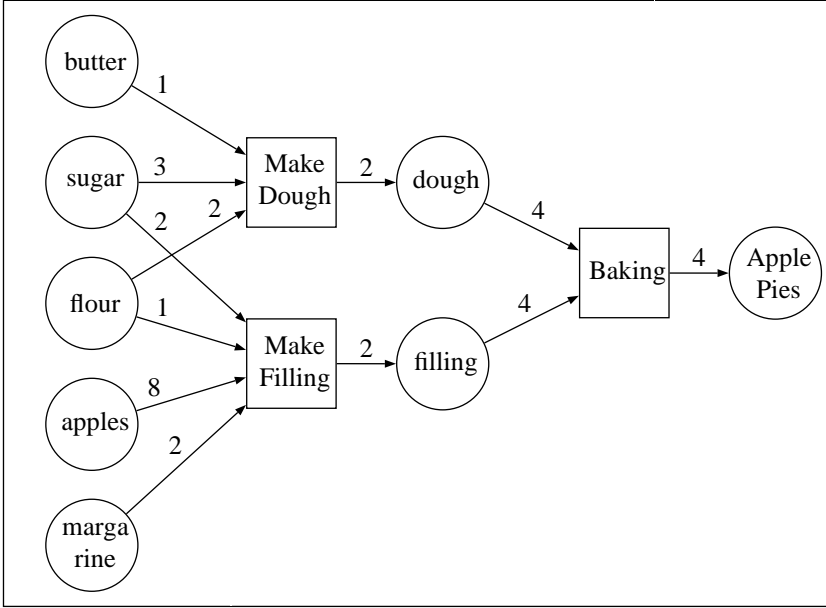 butter
1
sugar
3
2
2
Make
Dough
2
dough
4
flour
1
Make
Filling
2
filling
4
Baking
4
Apple
Pies
apples
8
2
marga
rine